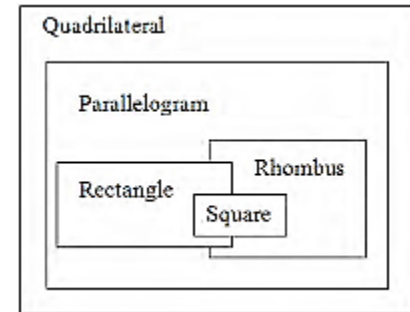 Quadrilateral
Parallelogram
Rhombus
Rectangle
Square